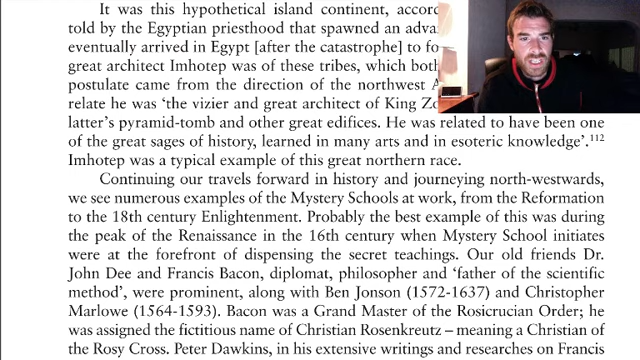 It was this hypothetical island continent, accor
told by the Egyptian priesthood that spawned an adva
eventually arrived in Egypt [after the catastrophe] to fo
great architect Imhotep was of these tribes, which both
postulate came from the direction of the northwest A
relate he was ‘the vizier and great architect of King Zo
latter’s pyramid-tomb and other great edifices. He was related to have been one
of the great sages of history, learned in many arts and in esoteric knowledge’.112
Imhotep was a typical example of this great northern race.
Continuing our travels forward in history and journeying north-westwards,
we see numerous examples of the Mystery Schools at work, from the Reformation
to the 18th century Enlightenment. Probably the best example of this was during
the peak of the Renaissance in the 16th century when Mystery School initiates
were at the forefront of dispensing the secret teachings. Our old friends Dr.
John Dee and Francis Bacon, diplomat, philosopher and ‘father of the scientific
method’, were prominent, along with Ben Jonson (1572-1637) and Christopher
Marlowe (1564-1593). Bacon was a Grand Master of the Rosicrucian Order; he
was assigned the fictitious name of Christian Rosenkreutz – meaning a Christian of
the Rosy Cross. Peter Dawkins, in his extensive writings and researches on Francis